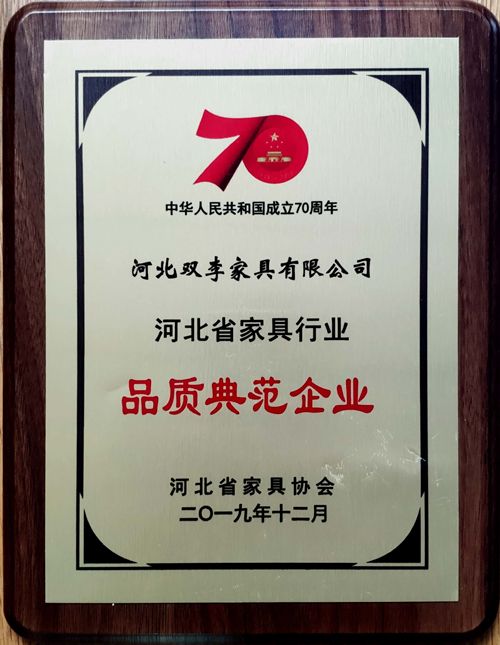 70
中华人民共和国成立70周年
河北双李家具有限公司
河北省家具行业
品质典范企业
河北省家具协会
二〇一九年十二月